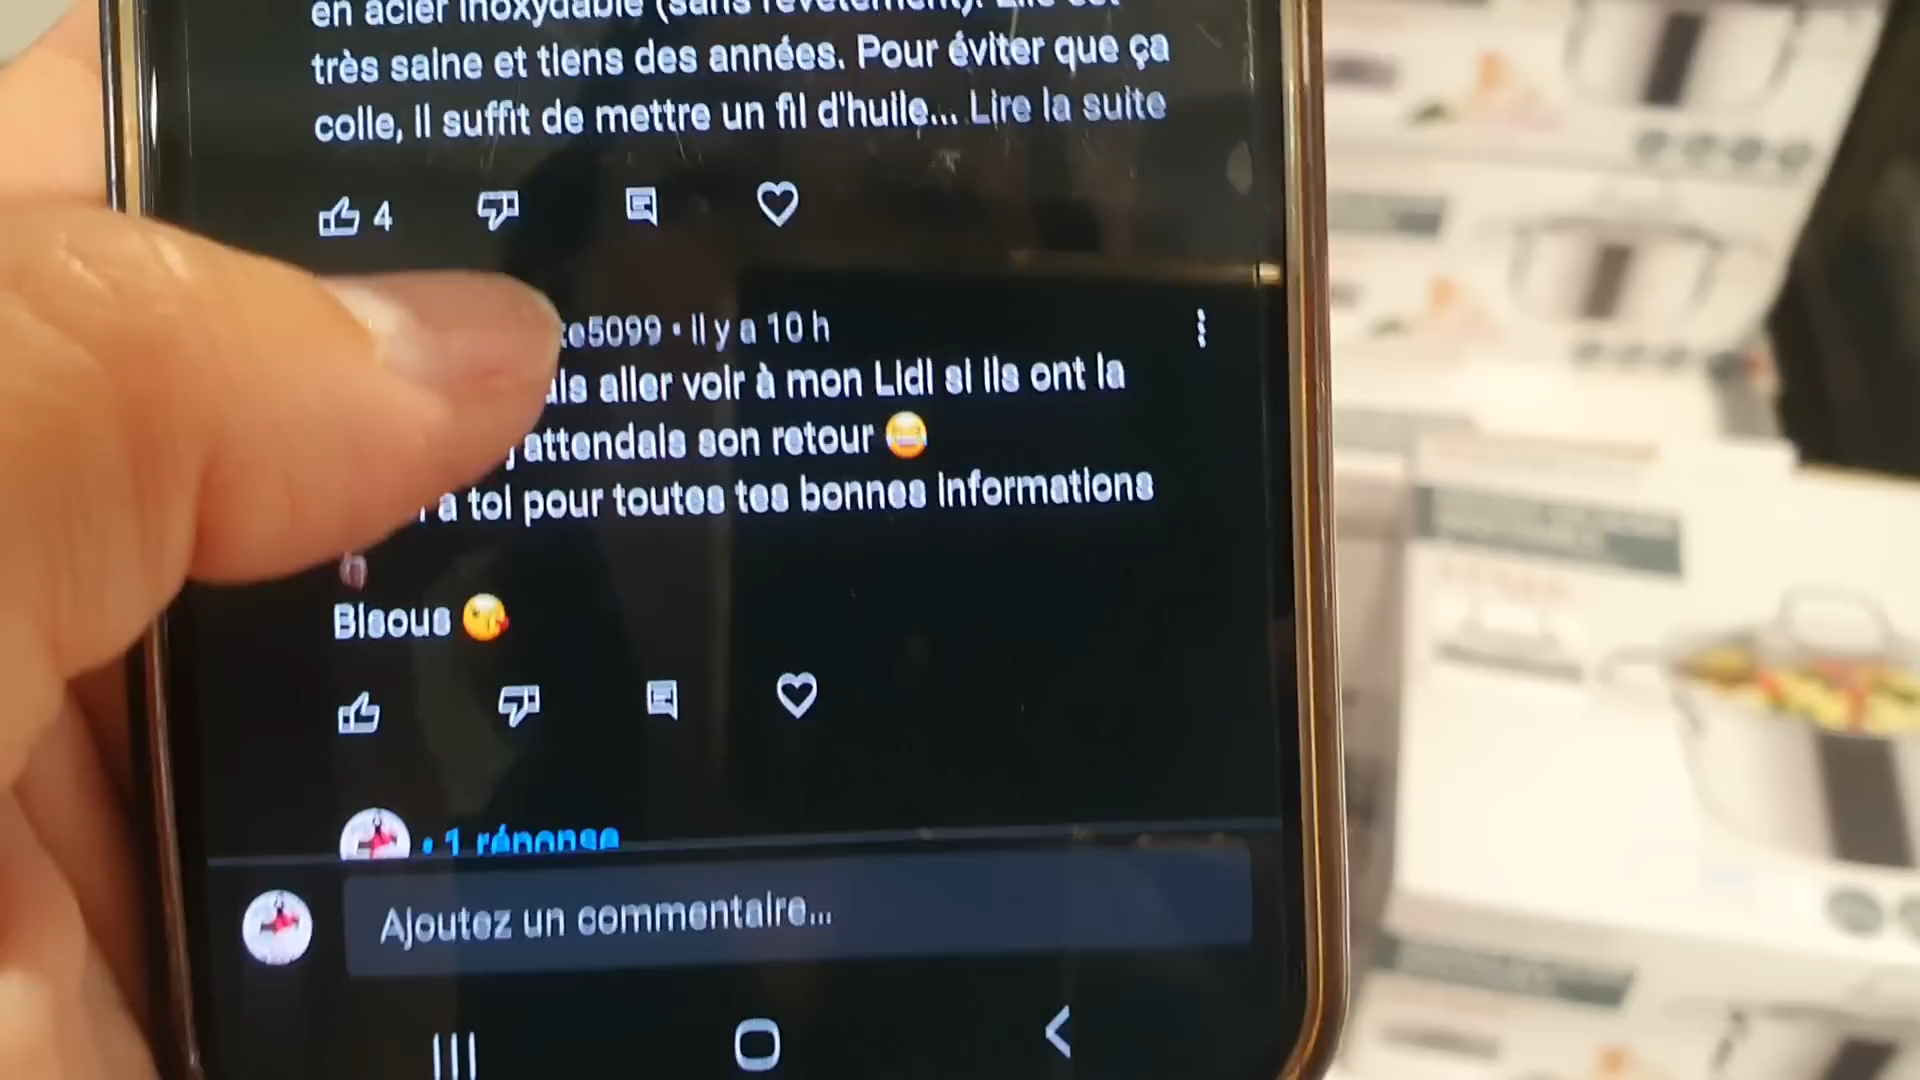 en acier inoxydable (sans revêtement). Elle est
très saine et tiens des années. Pour éviter que ça
colle, il suffit de mettre un fil d'huile... Lire la suite
4
te5099 • il y a 10 h
ais aller voir à mon Lidl si ils ont la
j'attendais son retour 😂
a toi pour toutes tes bonnes informations
Bisous 😘
• 1 réponse
Ajoutez un commentaire...